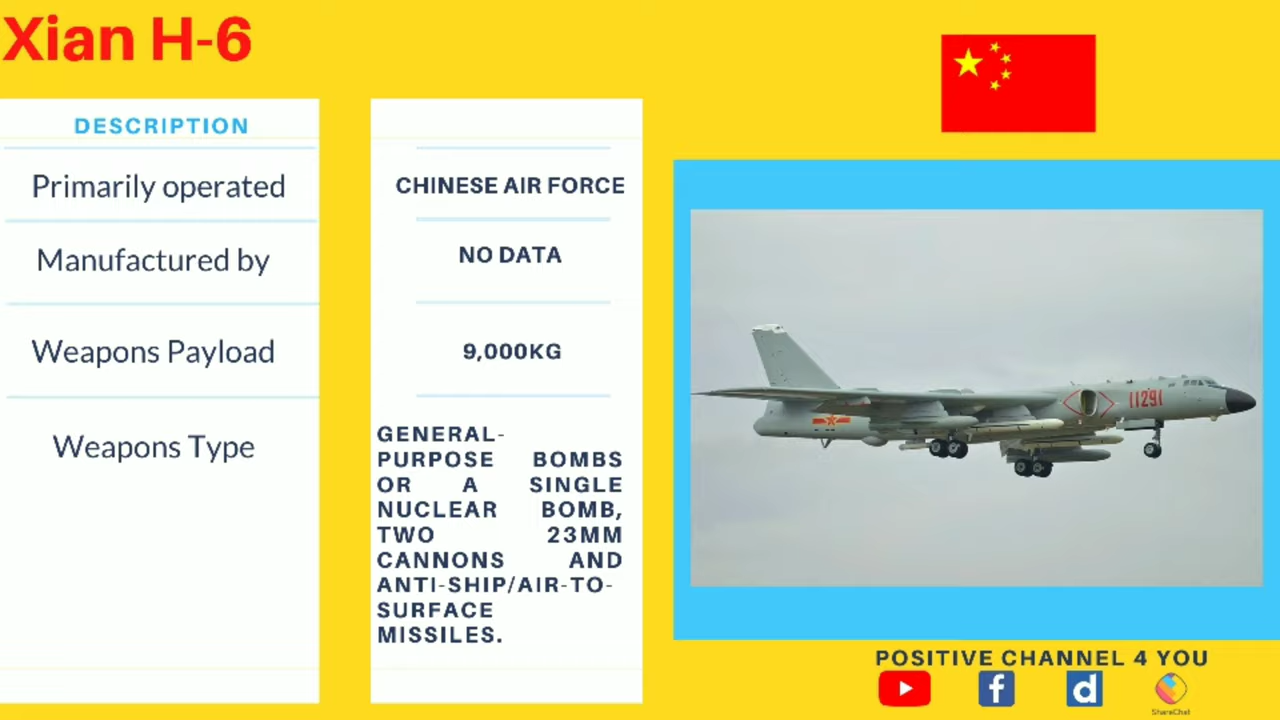 Xian H-6
DESCRIPTION
Primarily operated
CHINESE AIR FORCE
Manufactured by
NO DATA
Weapons Payload
9,000KG
Weapons Type
GENERAL-
PURPOSE BOMBS
OR A SINGLE
NUCLEAR BOMB,
TWO 23MM
CANNONS AND
ANTI-SHIP/AIR-TO-
SURFACE
MISSILES.
11291
POSITIVE CHANNEL 4 YOU
f
d
ShareChat